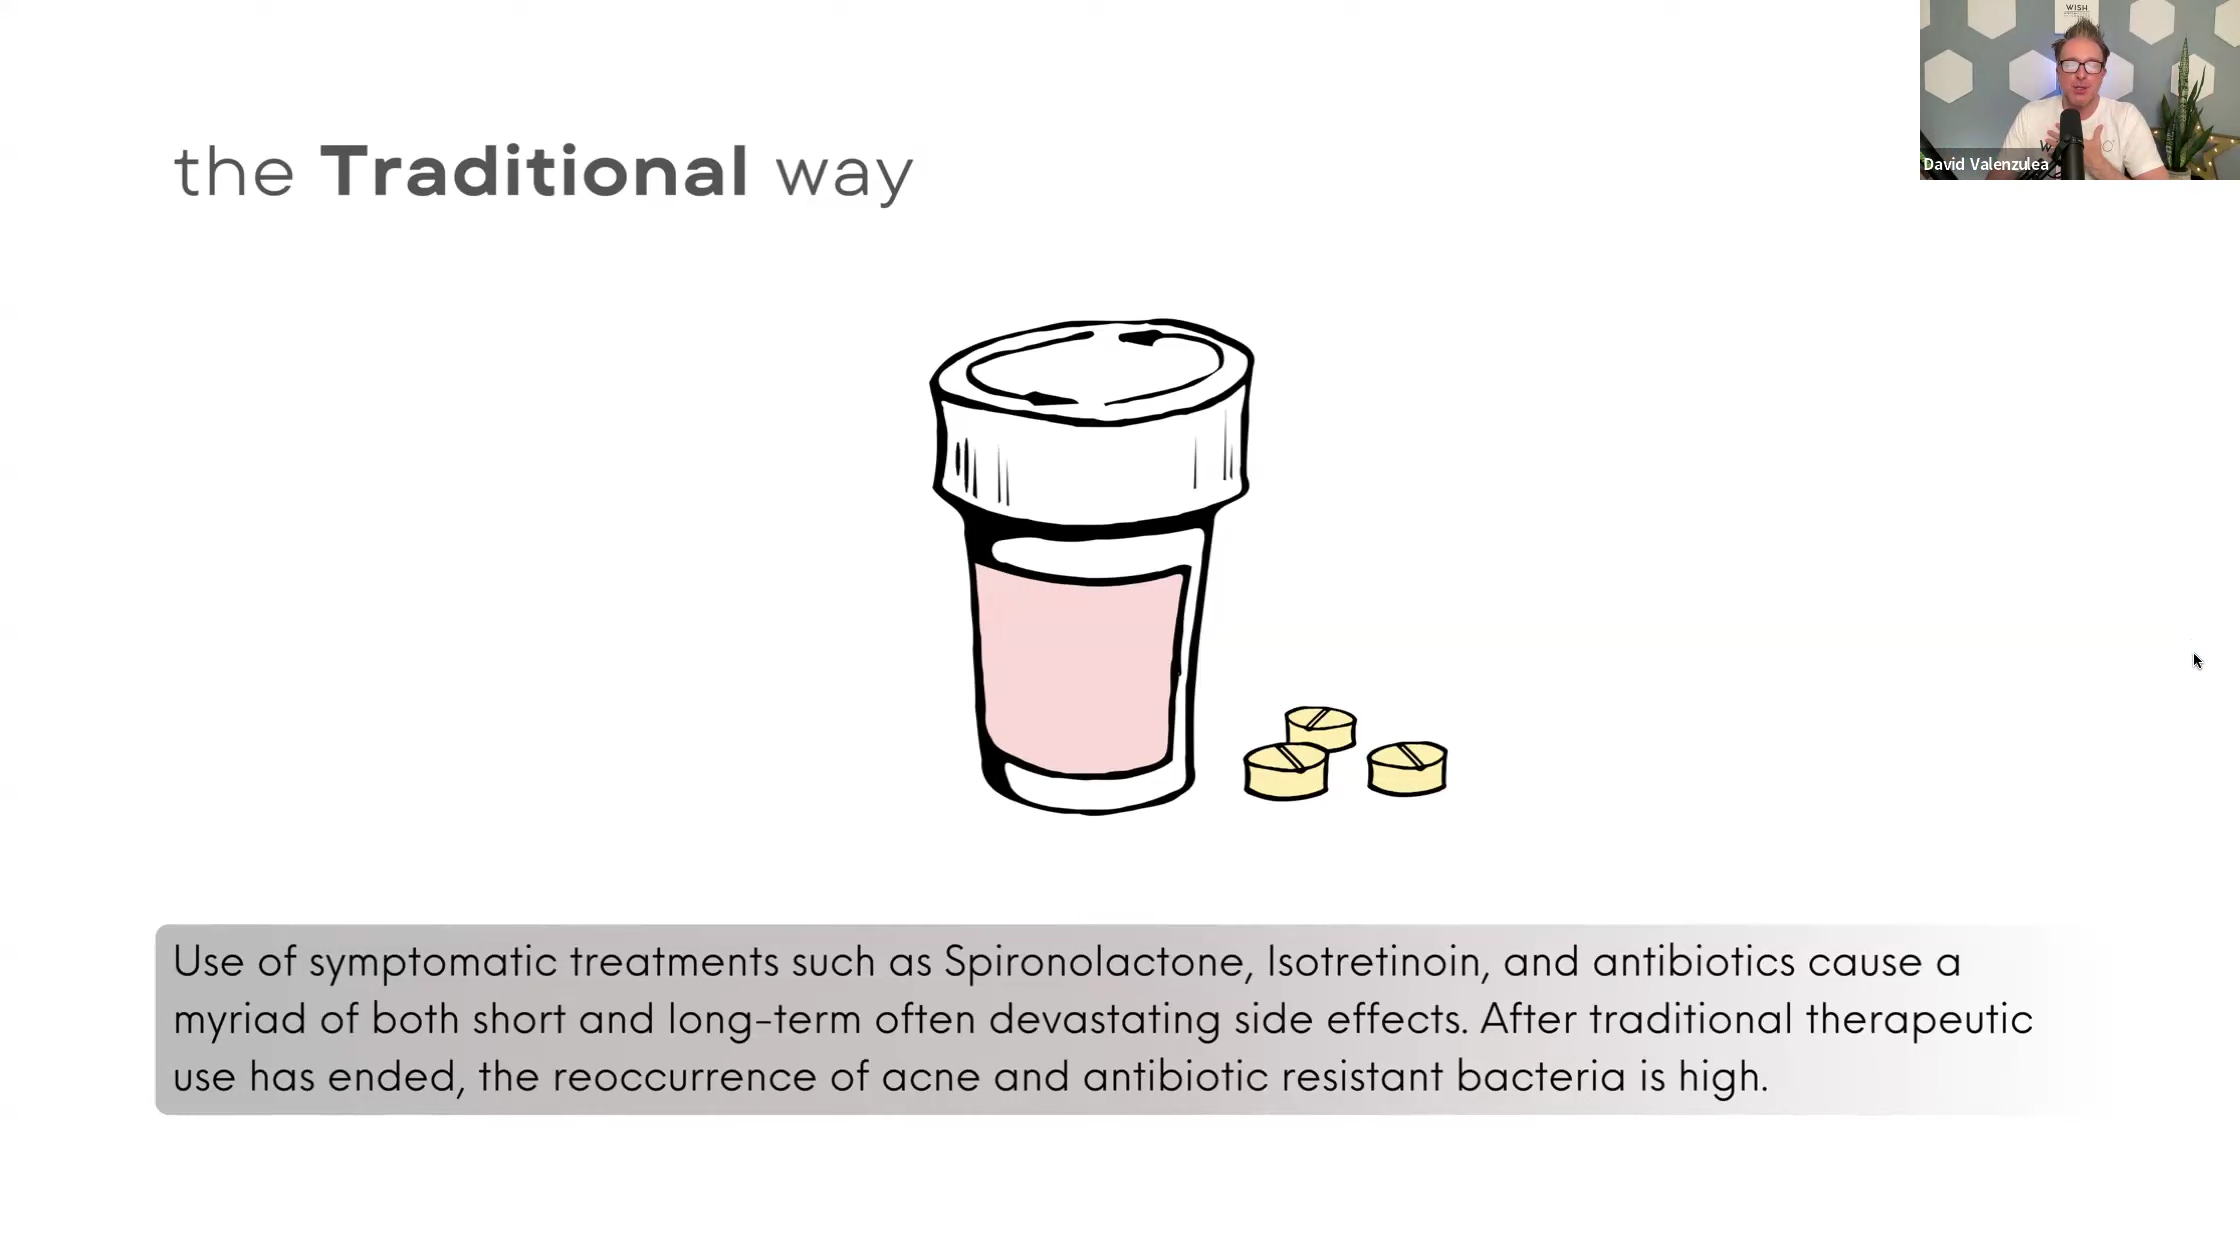 WISH
the Traditional way
David Valenzulea
Use of symptomatic treatments such as Spironolactone, Isotretinoin, and antibiotics cause a
myriad of both short and long-term often devastating side effects. After traditional therapeutic
use has ended, the reoccurrence of acne and antibiotic resistant bacteria is high.